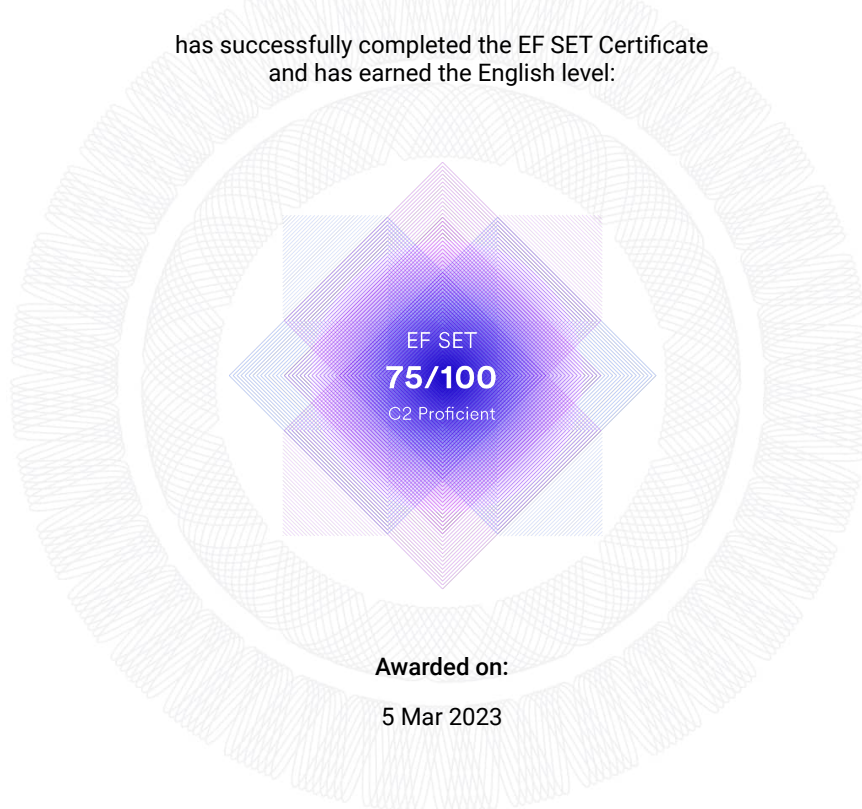 has successfully completed the EF SET Certificate
and has earned the English level:
EF SET
75/100
C2 Proficient
Awarded on:
5 Mar 2023